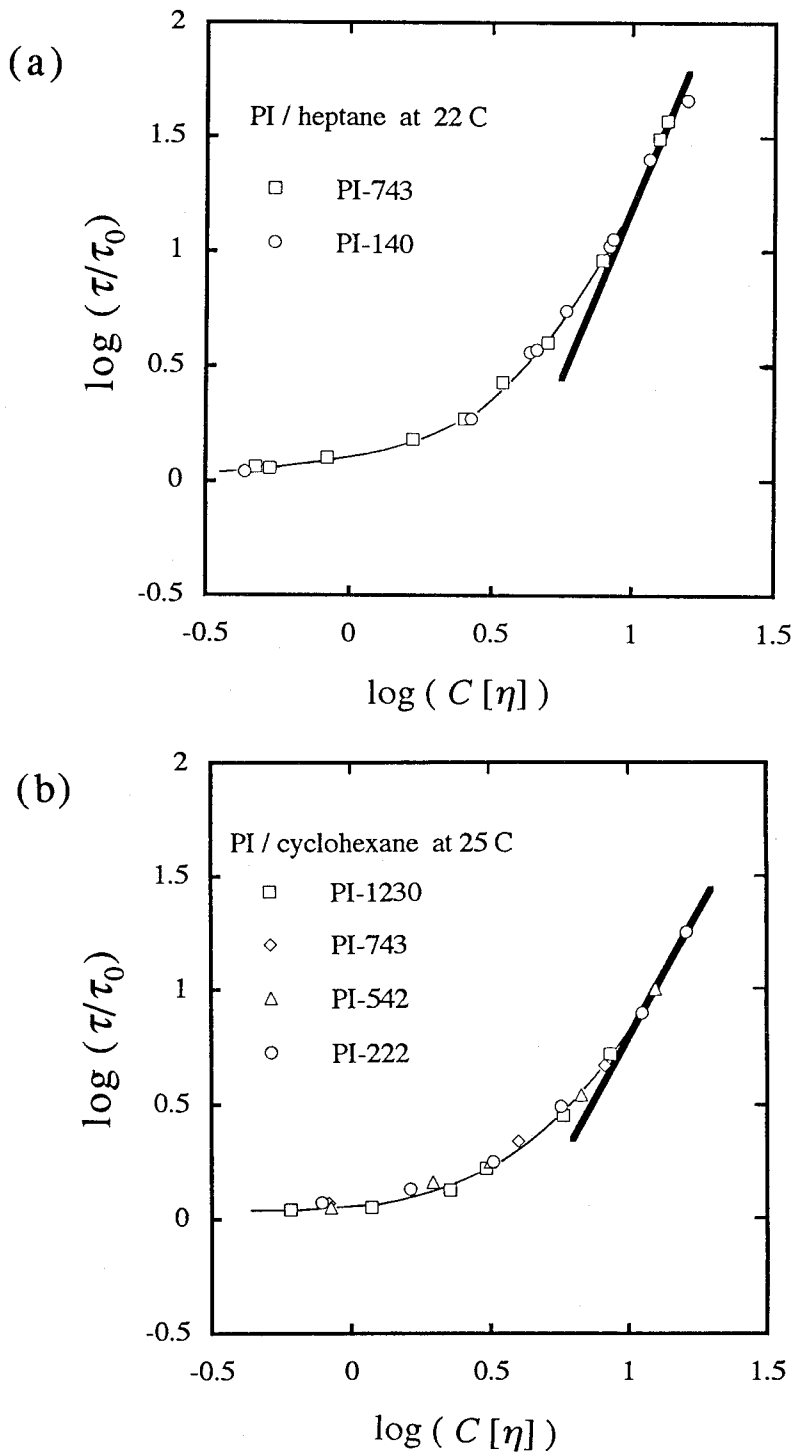 (a)
2
1.5
1
0.5
0
-0.5
log ( τ/τ0 )
PI / heptane at 22 C
PI-743
PI-140
-0.5 0 0.5 1 1.5
log ( C [η] )
(b)
2
1.5
1
0.5
0
-0.5
log ( τ/τ0 )
PI / cyclohexane at 25 C
PI-1230
PI-743
PI-542
PI-222
-0.5 0 0.5 1 1.5
log ( C [η] )